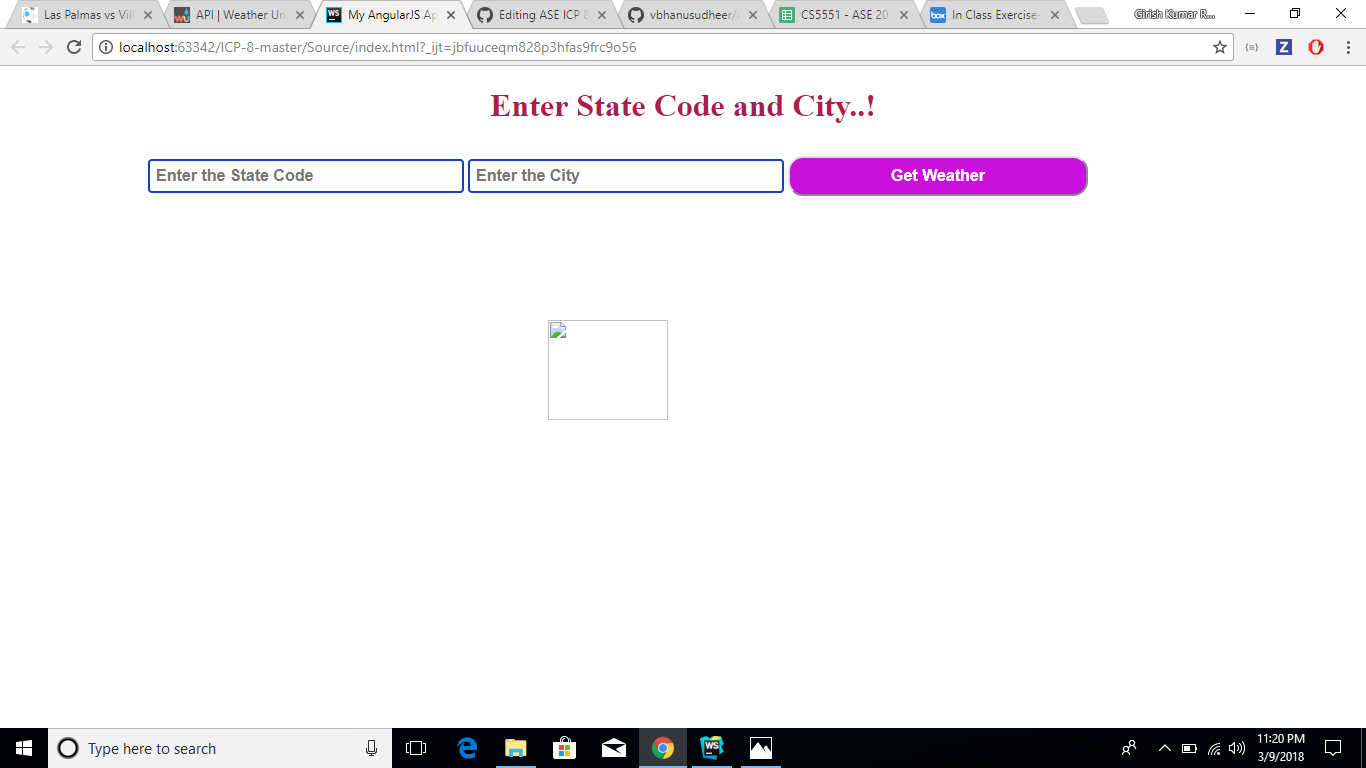 Las Palmas vs Vill
API | Weather Un
My AngularJS Ap
Editing ASE ICP 8
vbhanusudheer/
CS5551 - ASE 20
In Class Exercise-
Girish Kumar R...
localhost:63342/ICP-8-master/Source/index.html?_ijt=jbfuuceqm828p3hfas9frc9o56
Enter State Code and City..!
Enter the State Code
Enter the City
Get Weather
Type here to search
11:20 PM
3/9/2018